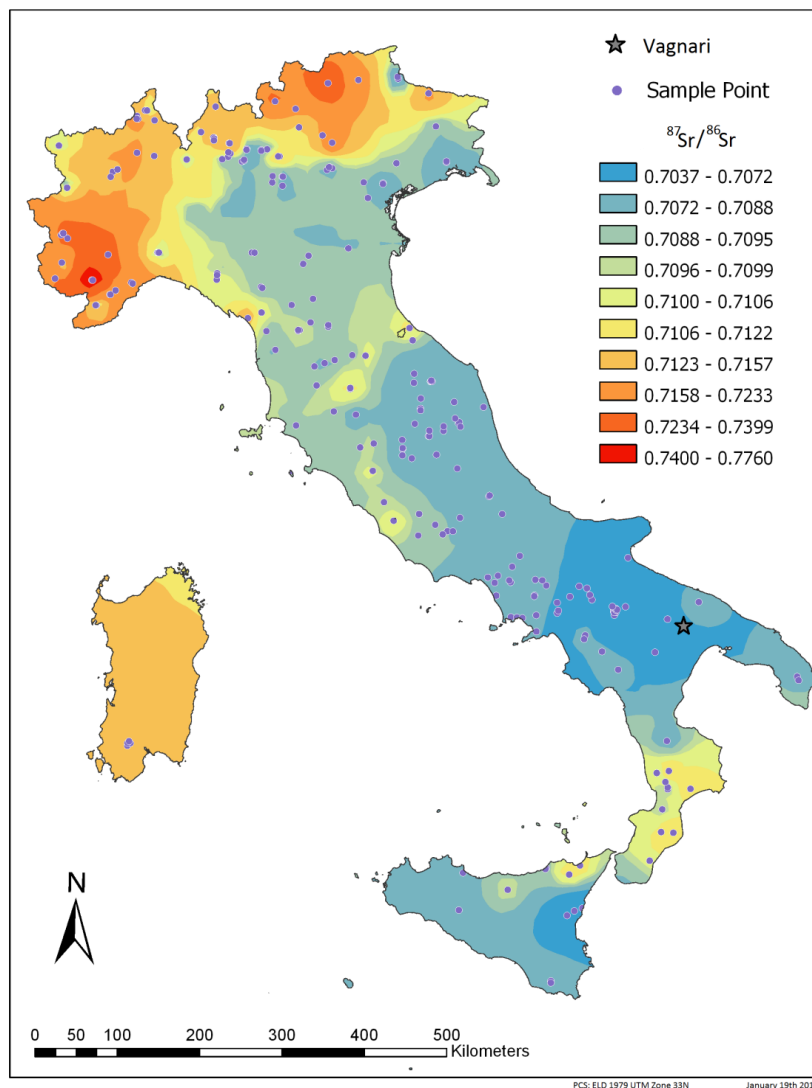 Vagnari
Sample Point
87Sr/86Sr
0.7037 - 0.7072
0.7072 - 0.7088
0.7088 - 0.7095
0.7096 - 0.7099
0.7100 - 0.7106
0.7106 - 0.7122
0.7123 - 0.7157
0.7158 - 0.7233
0.7234 - 0.7399
0.7400 - 0.7760
N
0 50 100 200 300 400 500
Kilometers
PCS: ELD 1979 UTM Zone 33N January 19th